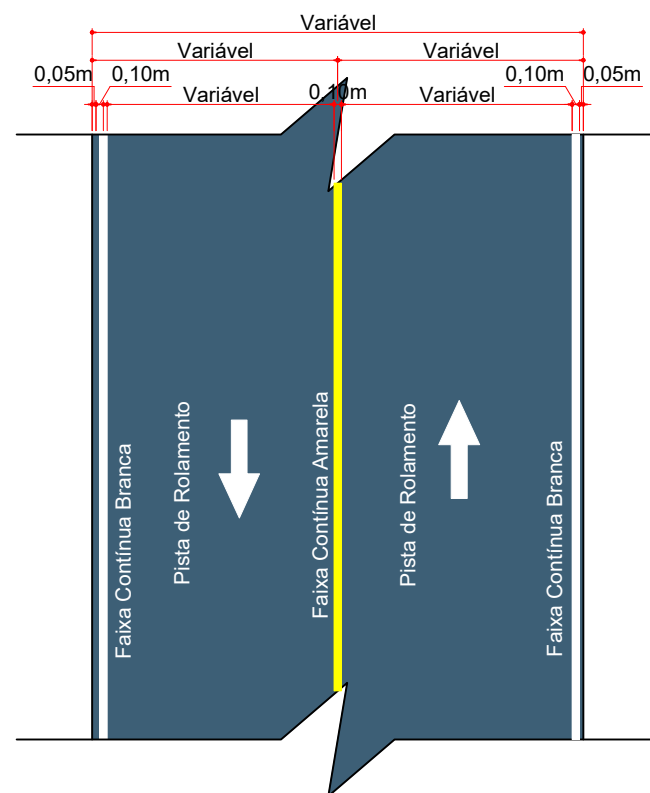 Variável
Variável
Variável
0,05m
0,10m
Variável
0,10m
Variável
0,10m
0,05m
Faixa Contínua Branca
Pista de Rolamento
Faixa Contínua Amarela
Pista de Rolamento
Faixa Contínua Branca